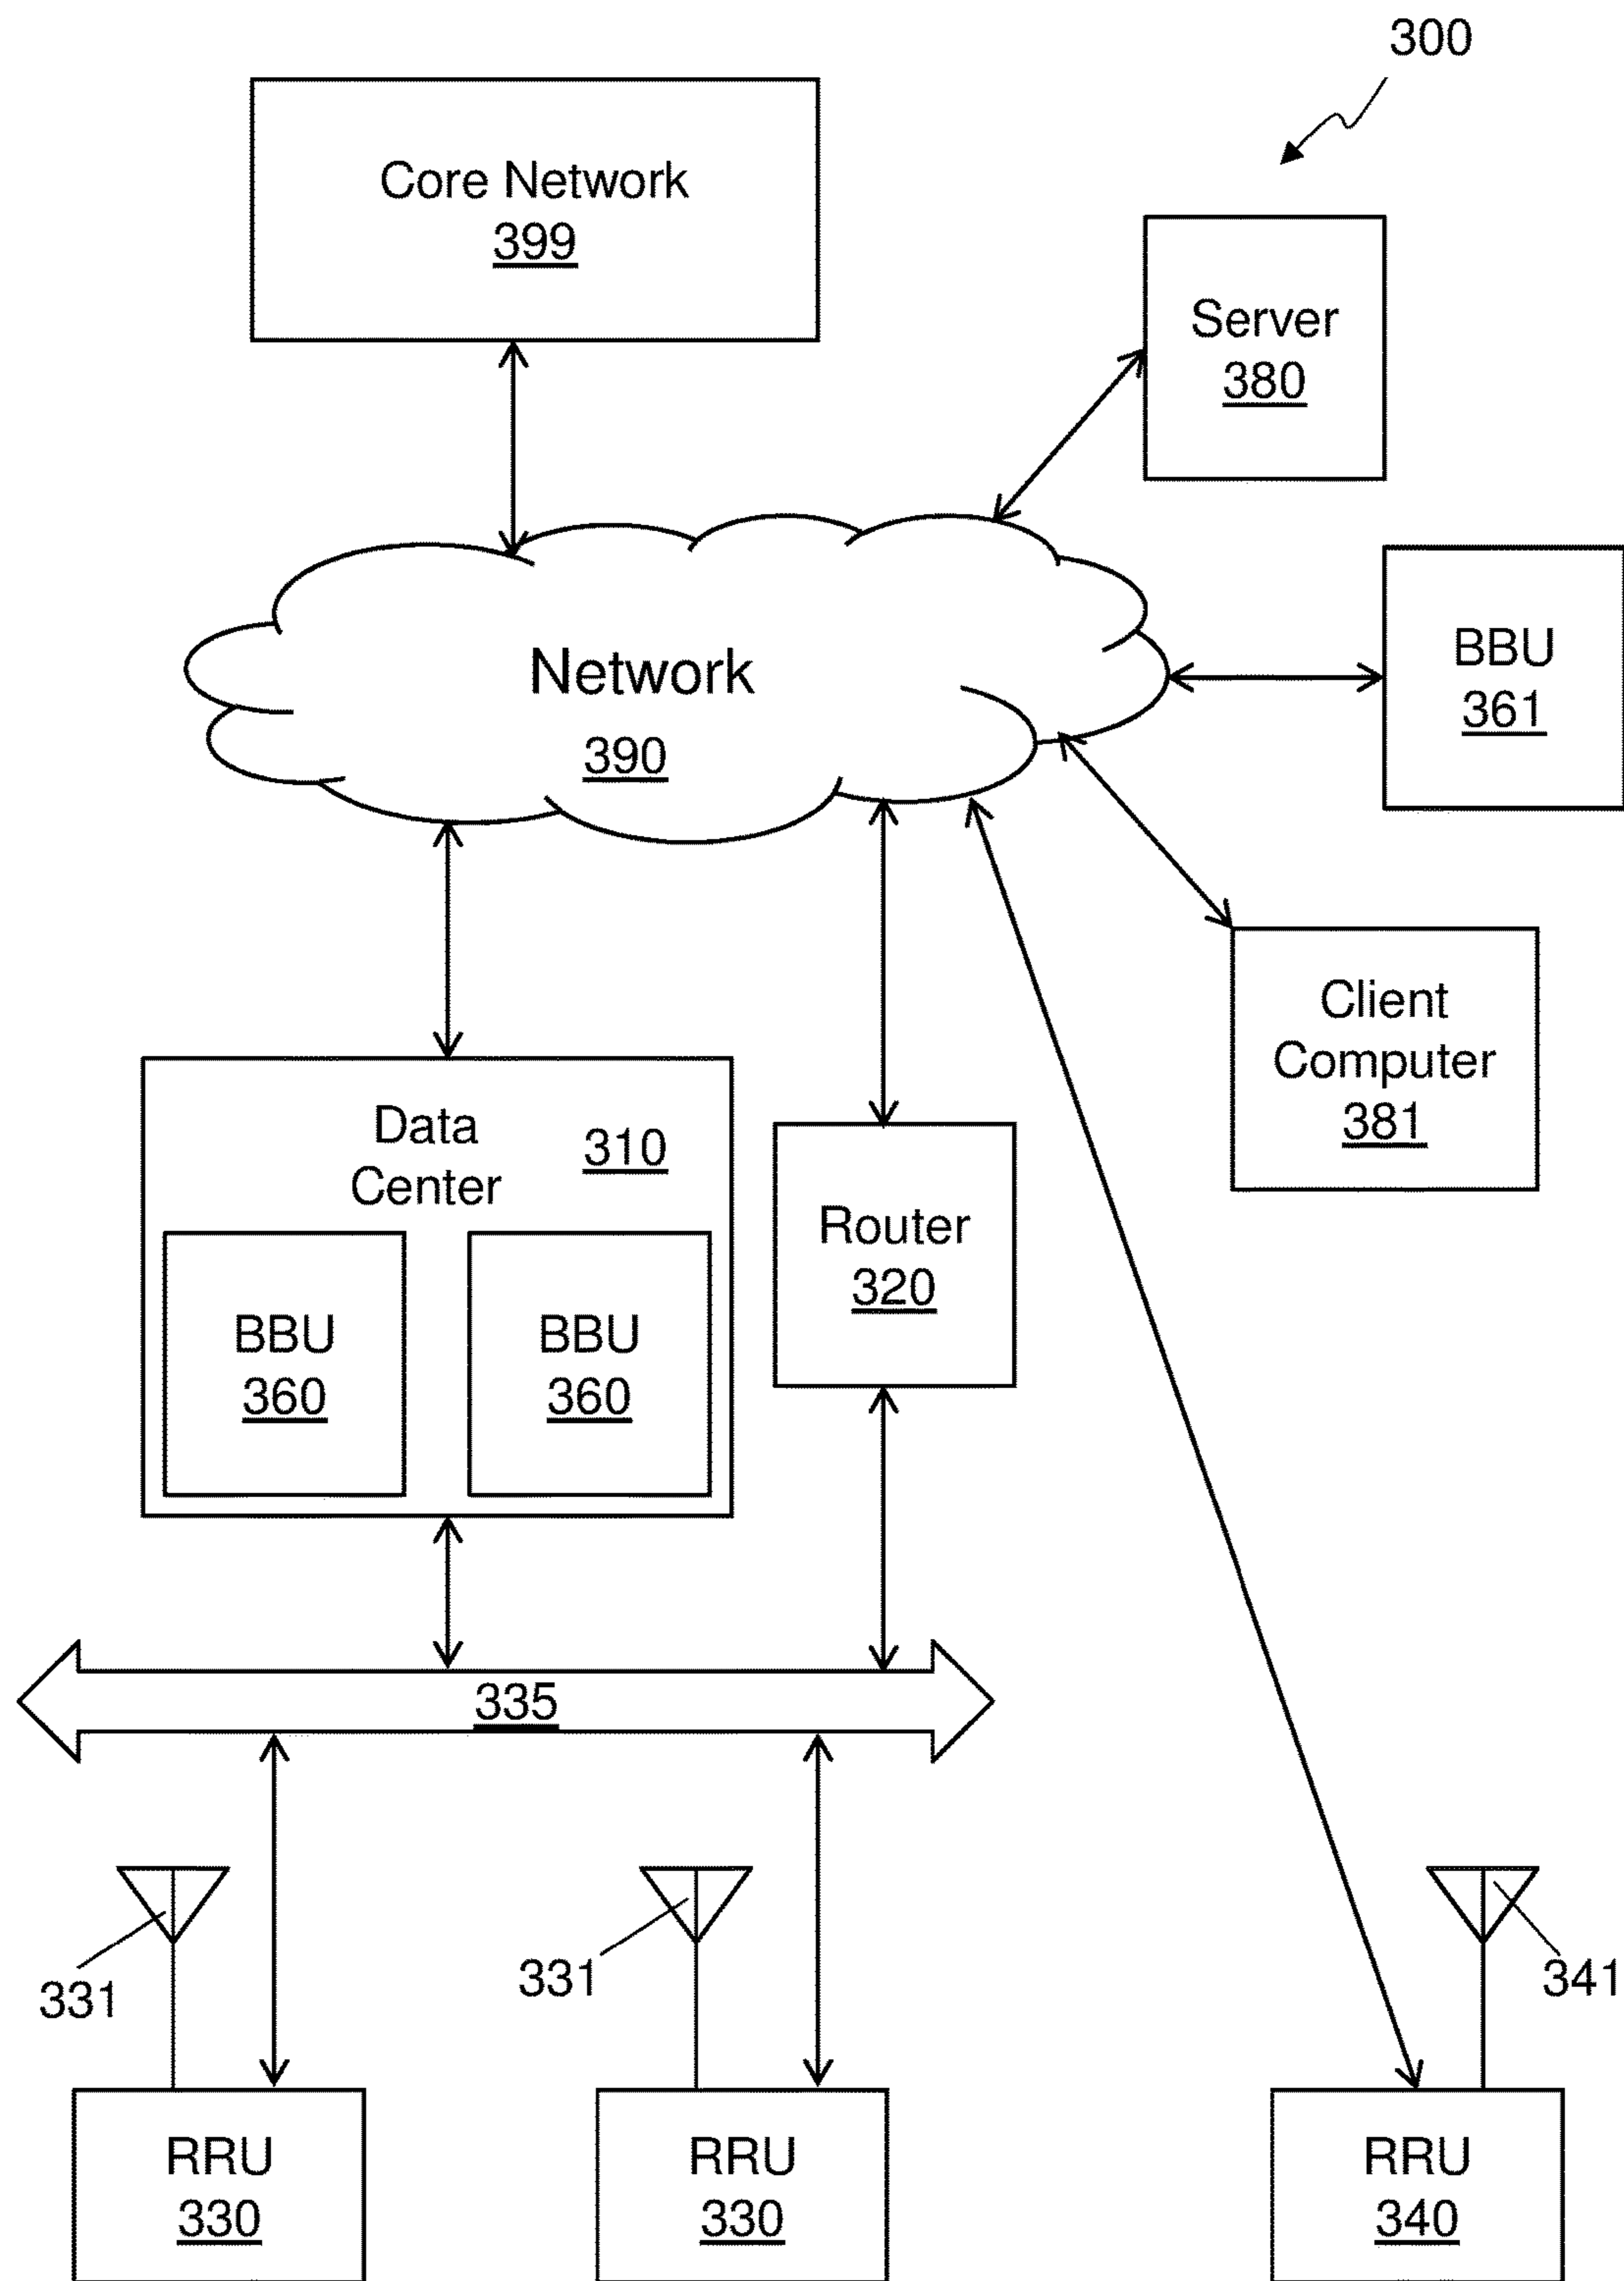 300
Core Network
399
Server
380
Network
390
BBU
361
Client
Computer
381
Data
Center
310
Router
320
BBU
360
BBU
360
335
331
331
341
RRU
330
RRU
330
RRU
340